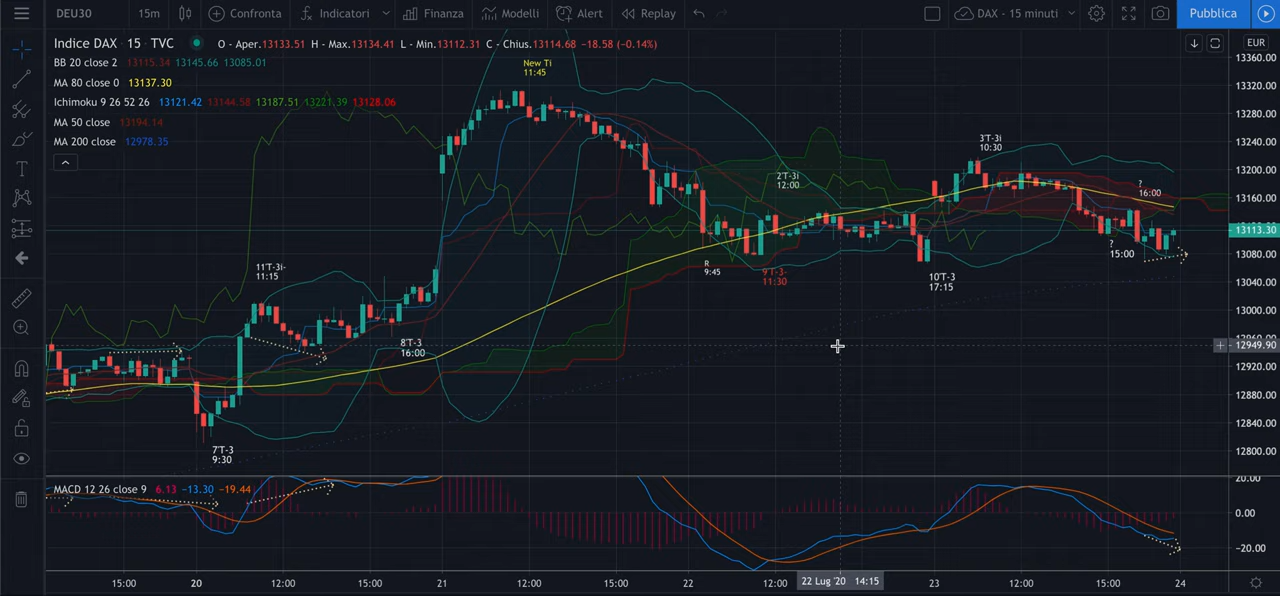 DEU30 15m Confronta Indicatori Finanza Modelli Alert Replay DAX - 15 minuti Pubblica
Indice DAX · 15 · TVC O - Aper.13133.51 H - Max.13134.41 L - Min.13112.31 C - Chius.13114.68 -18.58 (-0.14%)
BB 20 close 2 13115.34 13145.66 13085.01
MA 80 close 0 13137.30
Ichimoku 9 26 52 26 13121.42 13144.58 13187.51 13221.39 13128.06
MA 50 close 13194.14
MA 200 close 12978.35
EUR
13360.00
13320.00
13280.00
13240.00
13200.00
13160.00
13113.30
13080.00
13040.00
13000.00
12949.90
12920.00
12880.00
12840.00
12800.00
New Ti
11:45
3'T-3i
10:30
2'T-3i
12:00
?
16:00
?
15:00
R
9:45
9'T-3-
11:30
10'T-3
17:15
11'T-3i-
11:15
8'T-3
16:00
7'T-3
9:30
MACD 12 26 close 9 6.13 -13.30 -19.44
20.00
0.00
-20.00
15:00 20 12:00 15:00 21 12:00 15:00 22 12:00 22 Lug '20 14:15 23 12:00 15:00 24